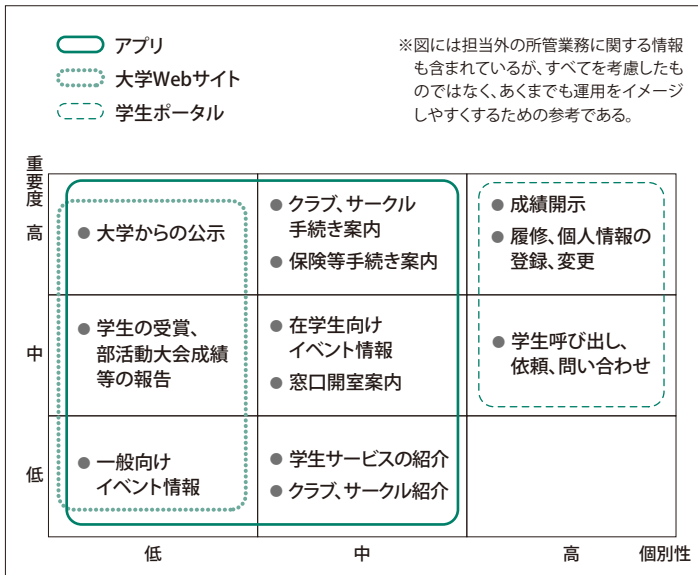 アプリ
大学Webサイト
学生ポータル
※図には担当外の所管業務に関する情報
も含まれているが、すべてを考慮したも
のではなく、あくまでも運用をイメージ
しやすくするための参考である。
重要度
高
● 大学からの公示
● クラブ、サークル
手続き案内
● 保険等手続き案内
● 成績開示
● 履修、個人情報の
登録、変更
中
● 学生の受賞、
部活動大会成績
等の報告
● 在学生向け
イベント情報
● 窓口開室案内
● 学生呼び出し、
依頼、問い合わせ
低
● 一般向け
イベント情報
● 学生サービスの紹介
● クラブ、サークル紹介
低
中
高
個別性